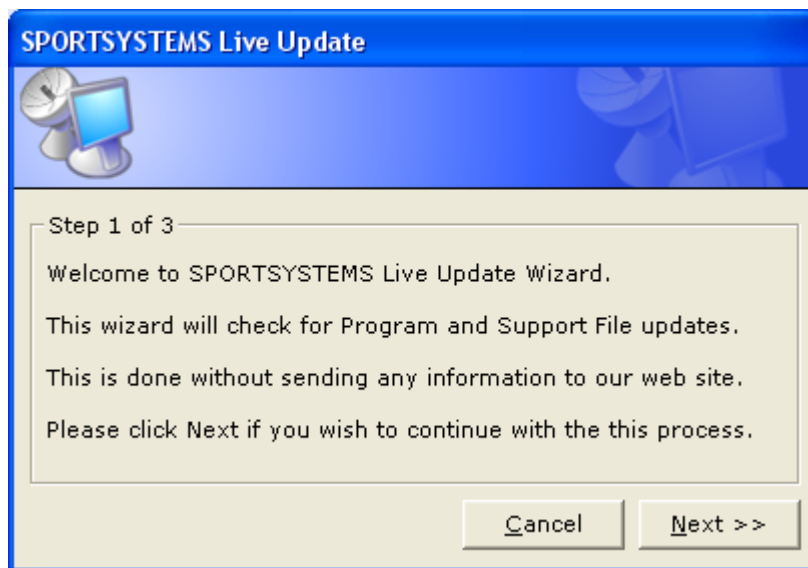 SPORTSYSTEMS Live Update
Step 1 of 3
Welcome to SPORTSYSTEMS Live Update Wizard.
This wizard will check for Program and Support File updates.
This is done without sending any information to our web site.
Please click Next if you wish to continue with the this process.
Cancel
Next >>